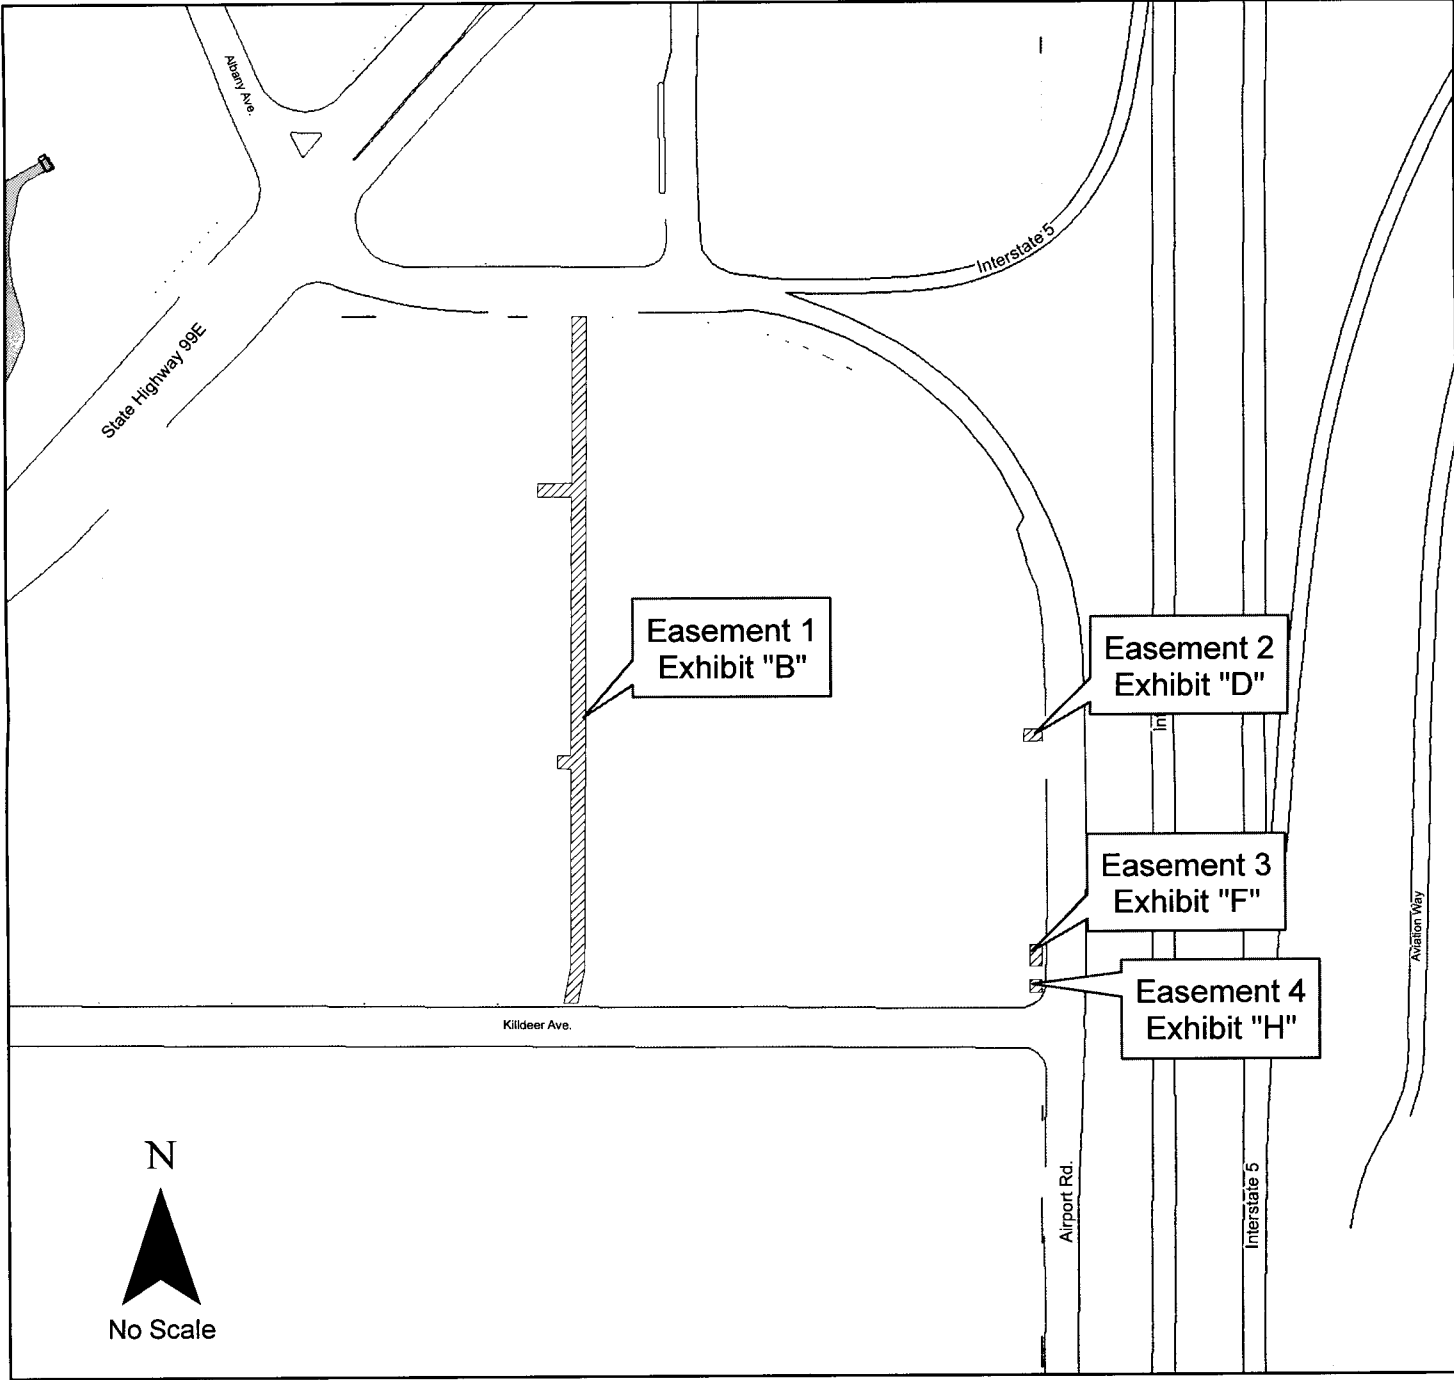 Albany Ave.
Interstate 5
State Highway 99E
Easement 1
Exhibit "B"
Easement 2
Exhibit "D"
Int
Easement 3
Exhibit "F"
Aviation Way
Easement 4
Exhibit "H"
Killdeer Ave.
N
Airport Rd.
Interstate 5
No Scale